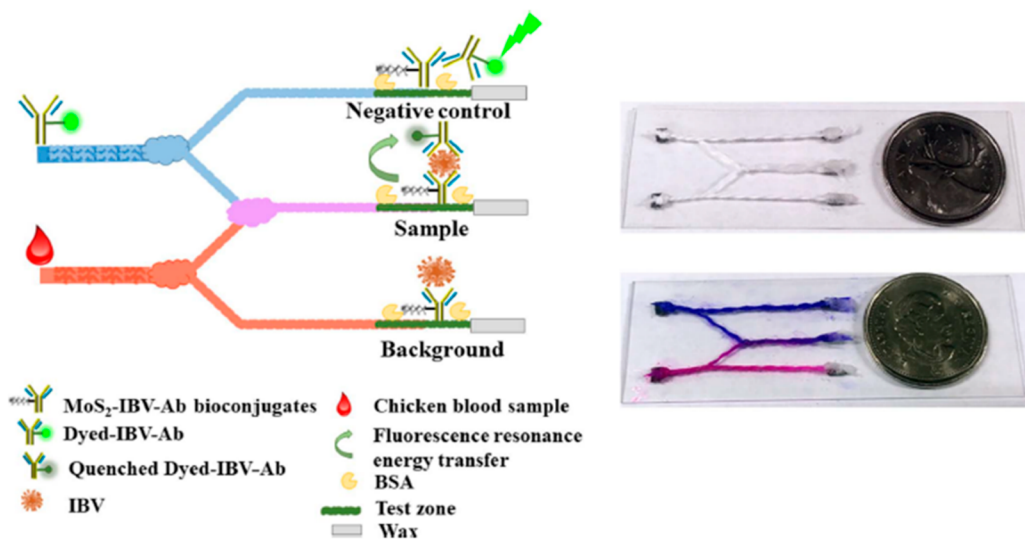 Negative control
Sample
Background
MoS₂-IBV-Ab bioconjugates
Dyed-IBV-Ab
Quenched Dyed-IBV-Ab
IBV
Chicken blood sample
Fluorescence resonance
energy transfer
BSA
Test zone
Wax